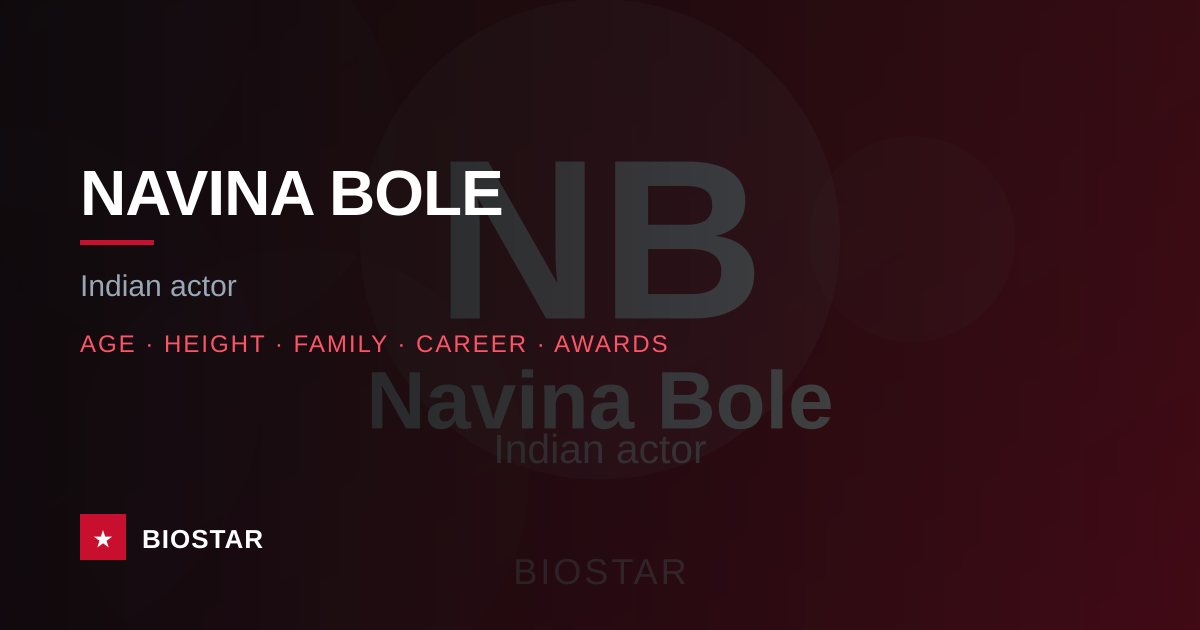 NB
NAVINA BOLE
Indian actor
AGE · HEIGHT · FAMILY · CAREER · AWARDS
Navina Bole
Indian actor
★ BIOSTAR
BIOSTAR